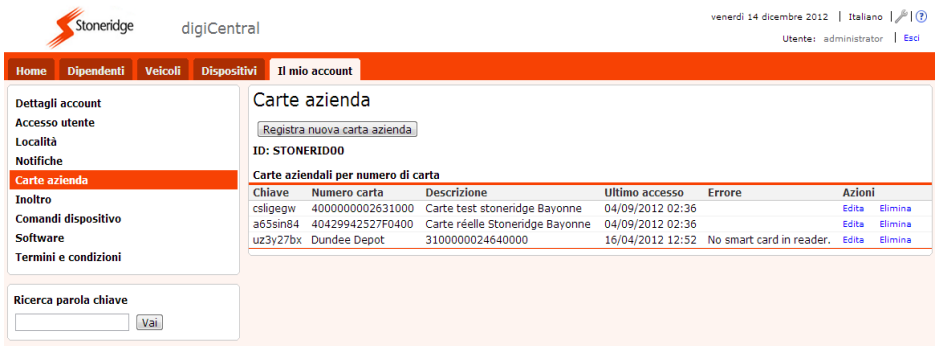 Stoneridge
digiCentral
venerdì 14 dicembre 2012 | Italiano | | ?
Utente: administrator | Esci
Home Dipendenti Veicoli Dispositivi Il mio account
Dettagli account
Accesso utente
Località
Notifiche
Carte azienda
Inoltro
Comandi dispositivo
Software
Termini e condizioni
Ricerca parola chiave
Vai
Carte azienda
Registra nuova carta azienda
ID: STONERID00
Carte aziendali per numero di carta
Chiave Numero carta Descrizione Ultimo accesso Errore Azioni
csligegw 4000000002631000 Carte test stoneridge Bayonne 04/09/2012 02:36 Edita Elimina
a65sin84 40429942527F0400 Carte réelle Stoneridge Bayonne 04/09/2012 02:36 Edita Elimina
uz3y27bx Dundee Depot 3100000024640000 16/04/2012 12:52 No smart card in reader. Edita Elimina